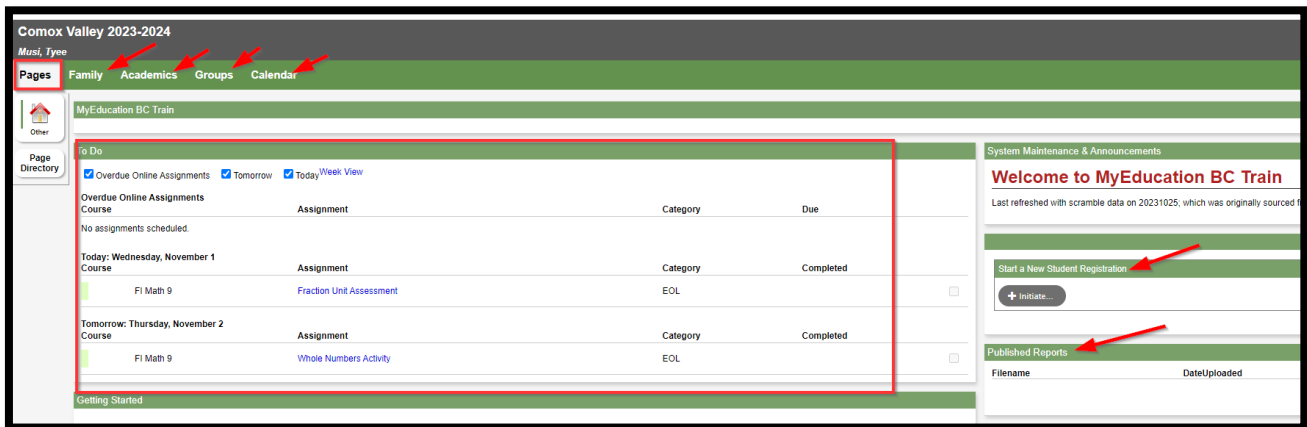 Comox Valley 2023-2024
Musi, Tyee
Pages Family Academics Groups Calendar
Other
Page
Directory
MyEducation BC Train
To Do
Overdue Online Assignments Tomorrow Today Week View
Overdue Online Assignments
Course Assignment Category Due
No assignments scheduled.
Today: Wednesday, November 1
Course Assignment Category Completed
FI Math 9 Fraction Unit Assessment EOL
Tomorrow: Thursday, November 2
Course Assignment Category Completed
FI Math 9 Whole Numbers Activity EOL
Getting Started
System Maintenance & Announcements
Welcome to MyEducation BC Train
Last refreshed with scramble data on 20231025; which was originally sourced
Start a New Student Registration
+ Initiate...
Published Reports
Filename DateUploaded